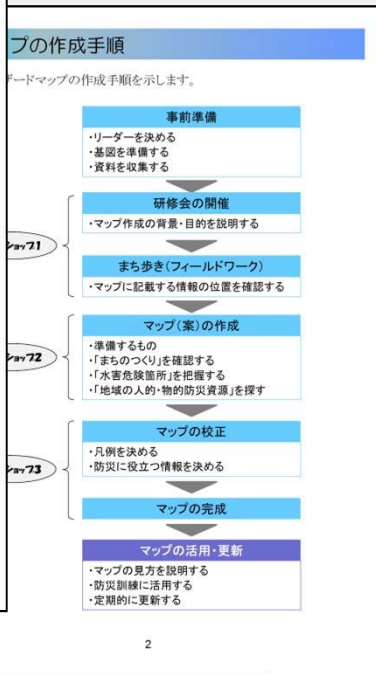 プの作成手順
ードマップの作成手順を示します。
事前準備
・リーダーを決める
・基図を準備する
・資料を収集する
研修会の開催
・マップ作成の背景・目的を説明する
ショップ1
まち歩き(フィールドワーク)
・マップに記載する情報の位置を確認する
マップ(案)の作成
・準備するもの
・「まちのつくり」を確認する
ショップ2
・「水害危険箇所」を把握する
・「地域の人的・物的防災資源」を探す
マップの校正
・凡例を決める
・防災に役立つ情報を決める
ショップ3
マップの完成
マップの活用・更新
・マップの見方を説明する
・防災訓練に活用する
・定期的に更新する
2